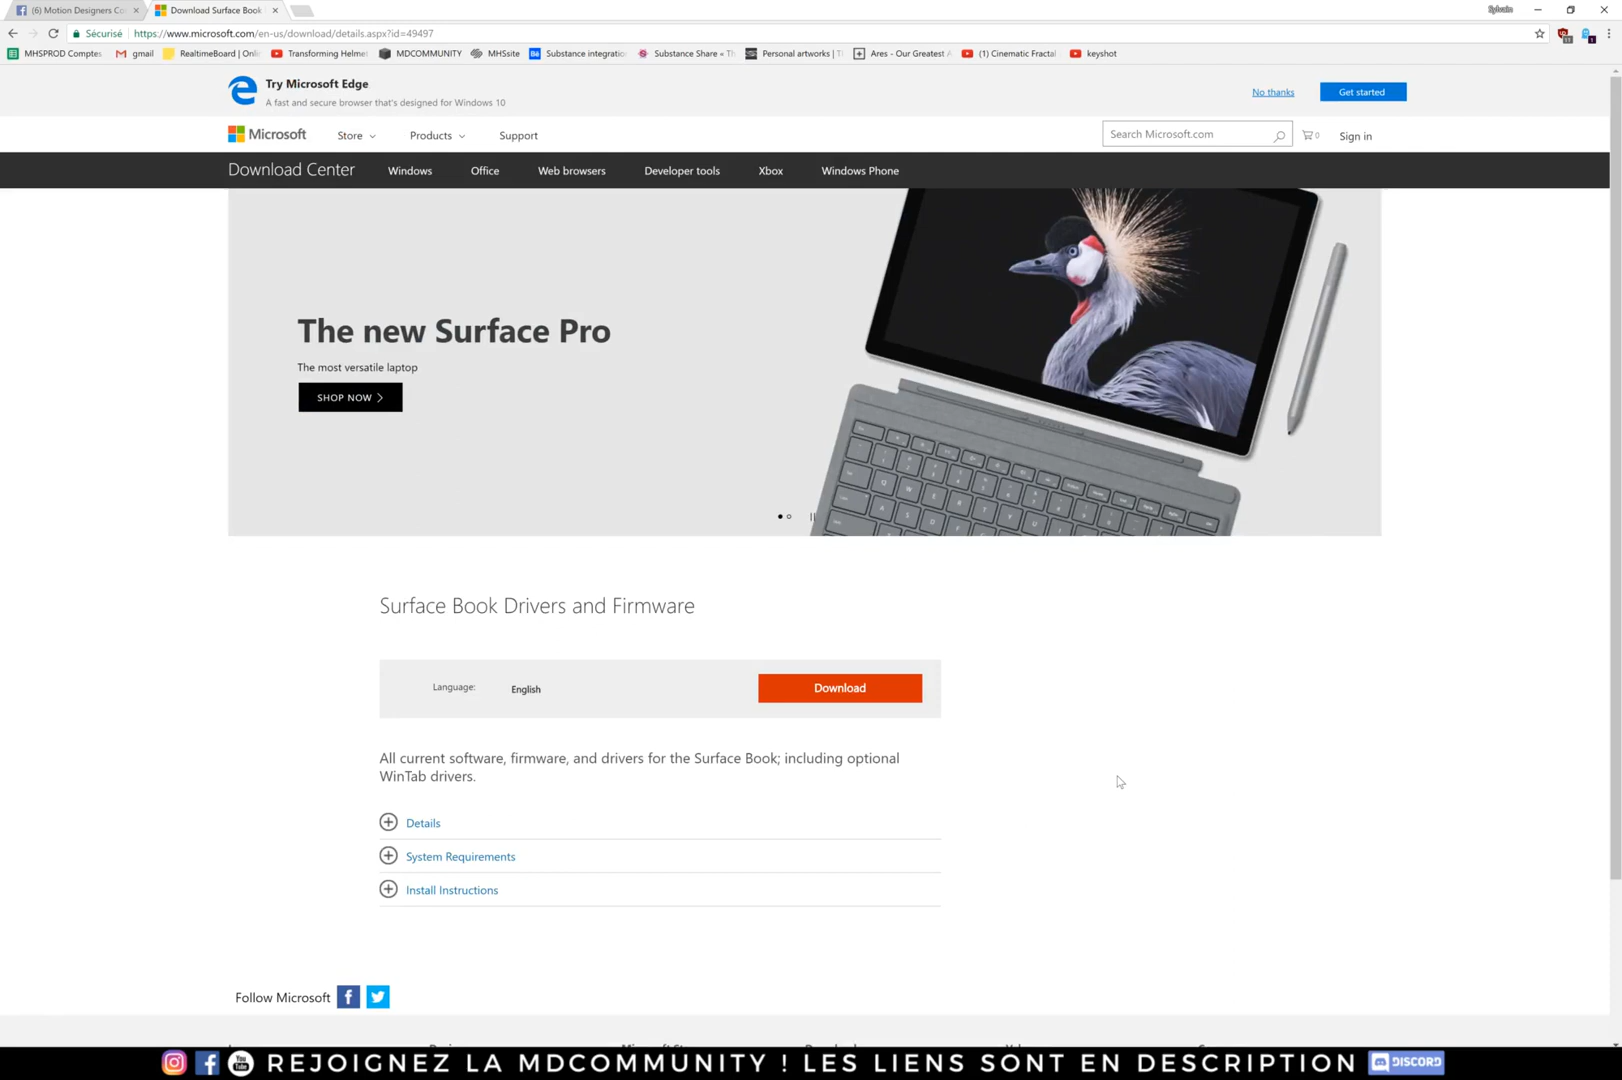 (6) Motion Designers Co
Download Surface Book
Sylvain
Sécurisé
https://www.microsoft.com/en-us/download/details.aspx?id=49497
MHSPROD Comptes
gmail
RealtimeBoard | Onli
Transforming Helmet
MDCOMMUNITY
MHSsite
Substance integratio
Substance Share « Th
Personal artworks | T
Ares - Our Greatest A
(1) Cinematic Fractal
keyshot
Try Microsoft Edge
A fast and secure browser that's designed for Windows 10
No thanks
Get started
Microsoft
Store
Products
Support
Search Microsoft.com
0
Sign in
Download Center
Windows
Office
Web browsers
Developer tools
Xbox
Windows Phone
The new Surface Pro
The most versatile laptop
SHOP NOW
Surface Book Drivers and Firmware
Language:
English
Download
All current software, firmware, and drivers for the Surface Book; including optional
WinTab drivers.
Details
System Requirements
Install Instructions
Follow Microsoft
REJOIGNEZ LA MDCOMMUNITY ! LES LIENS SONT EN DESCRIPTION
DISCORD